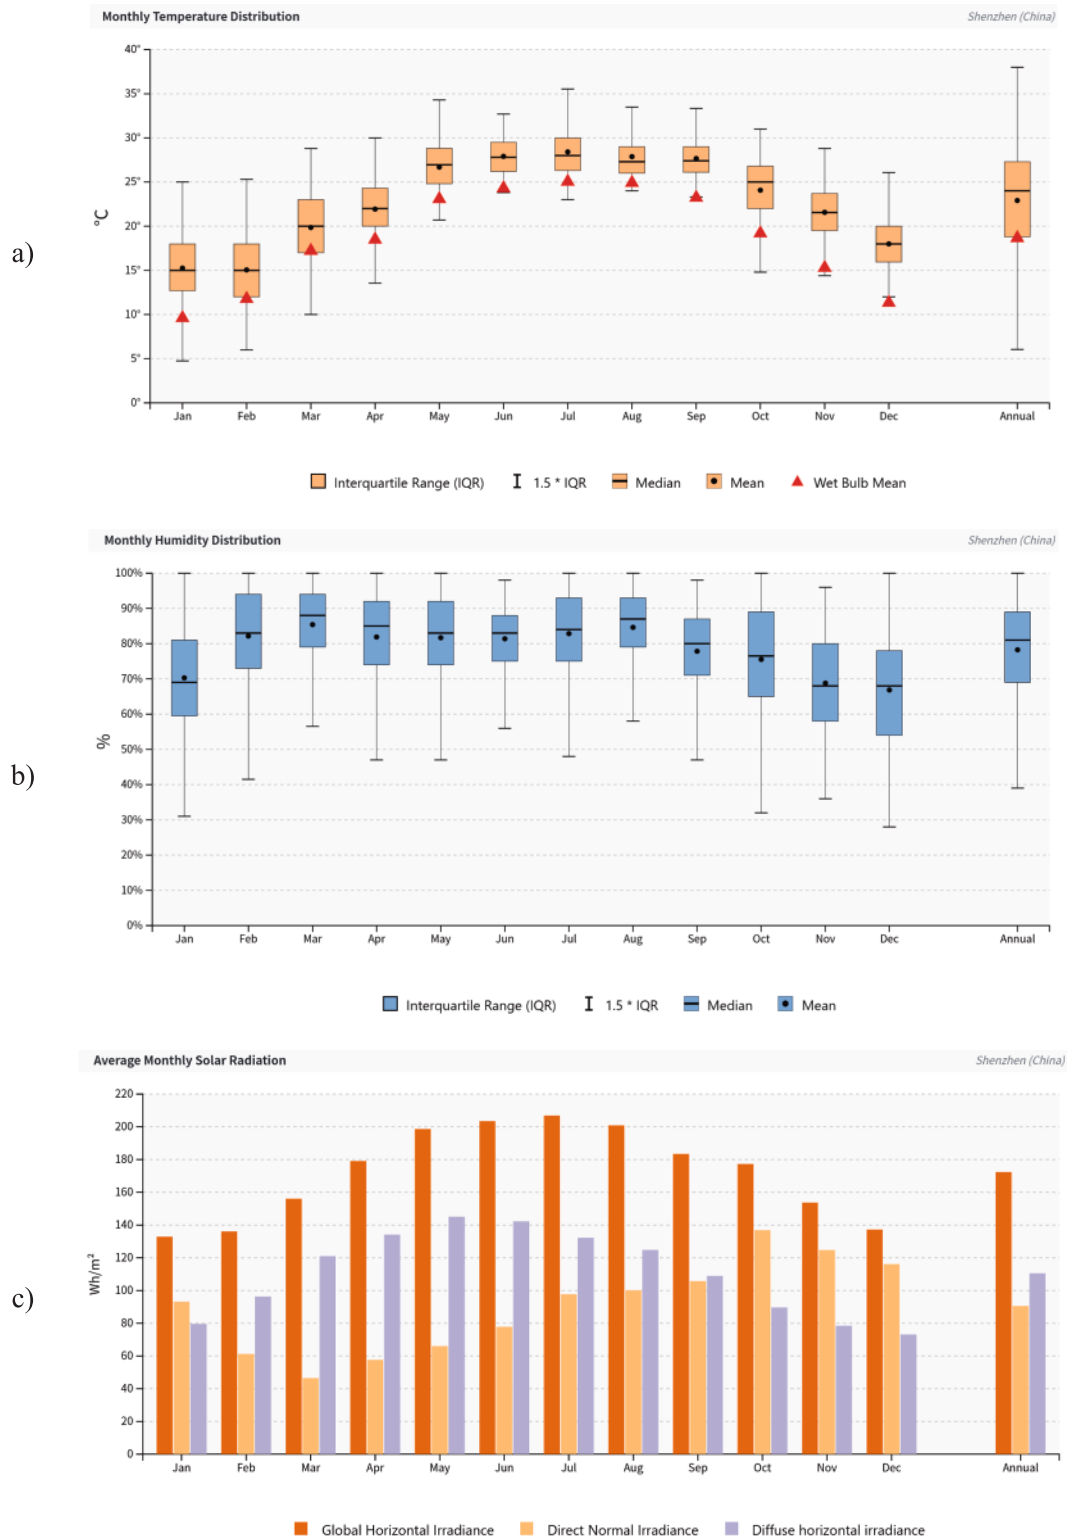 Monthly Temperature Distribution Shenzhen (China)
a)
°C
40°
35°
30°
25°
20°
15°
10°
5°
0°
Jan Feb Mar Apr May Jun Jul Aug Sep Oct Nov Dec Annual
Interquartile Range (IQR) 1.5 * IQR Median Mean Wet Bulb Mean
Monthly Humidity Distribution Shenzhen (China)
b)
%
100%
90%
80%
70%
60%
50%
40%
30%
20%
10%
0%
Jan Feb Mar Apr May Jun Jul Aug Sep Oct Nov Dec Annual
Interquartile Range (IQR) 1.5 * IQR Median Mean
Average Monthly Solar Radiation Shenzhen (China)
c)
Wh/m²
220
200
180
160
140
120
100
80
60
40
20
0
Jan Feb Mar Apr May Jun Jul Aug Sep Oct Nov Dec Annual
Global Horizontal Irradiance Direct Normal Irradiance Diffuse horizontal irradiance